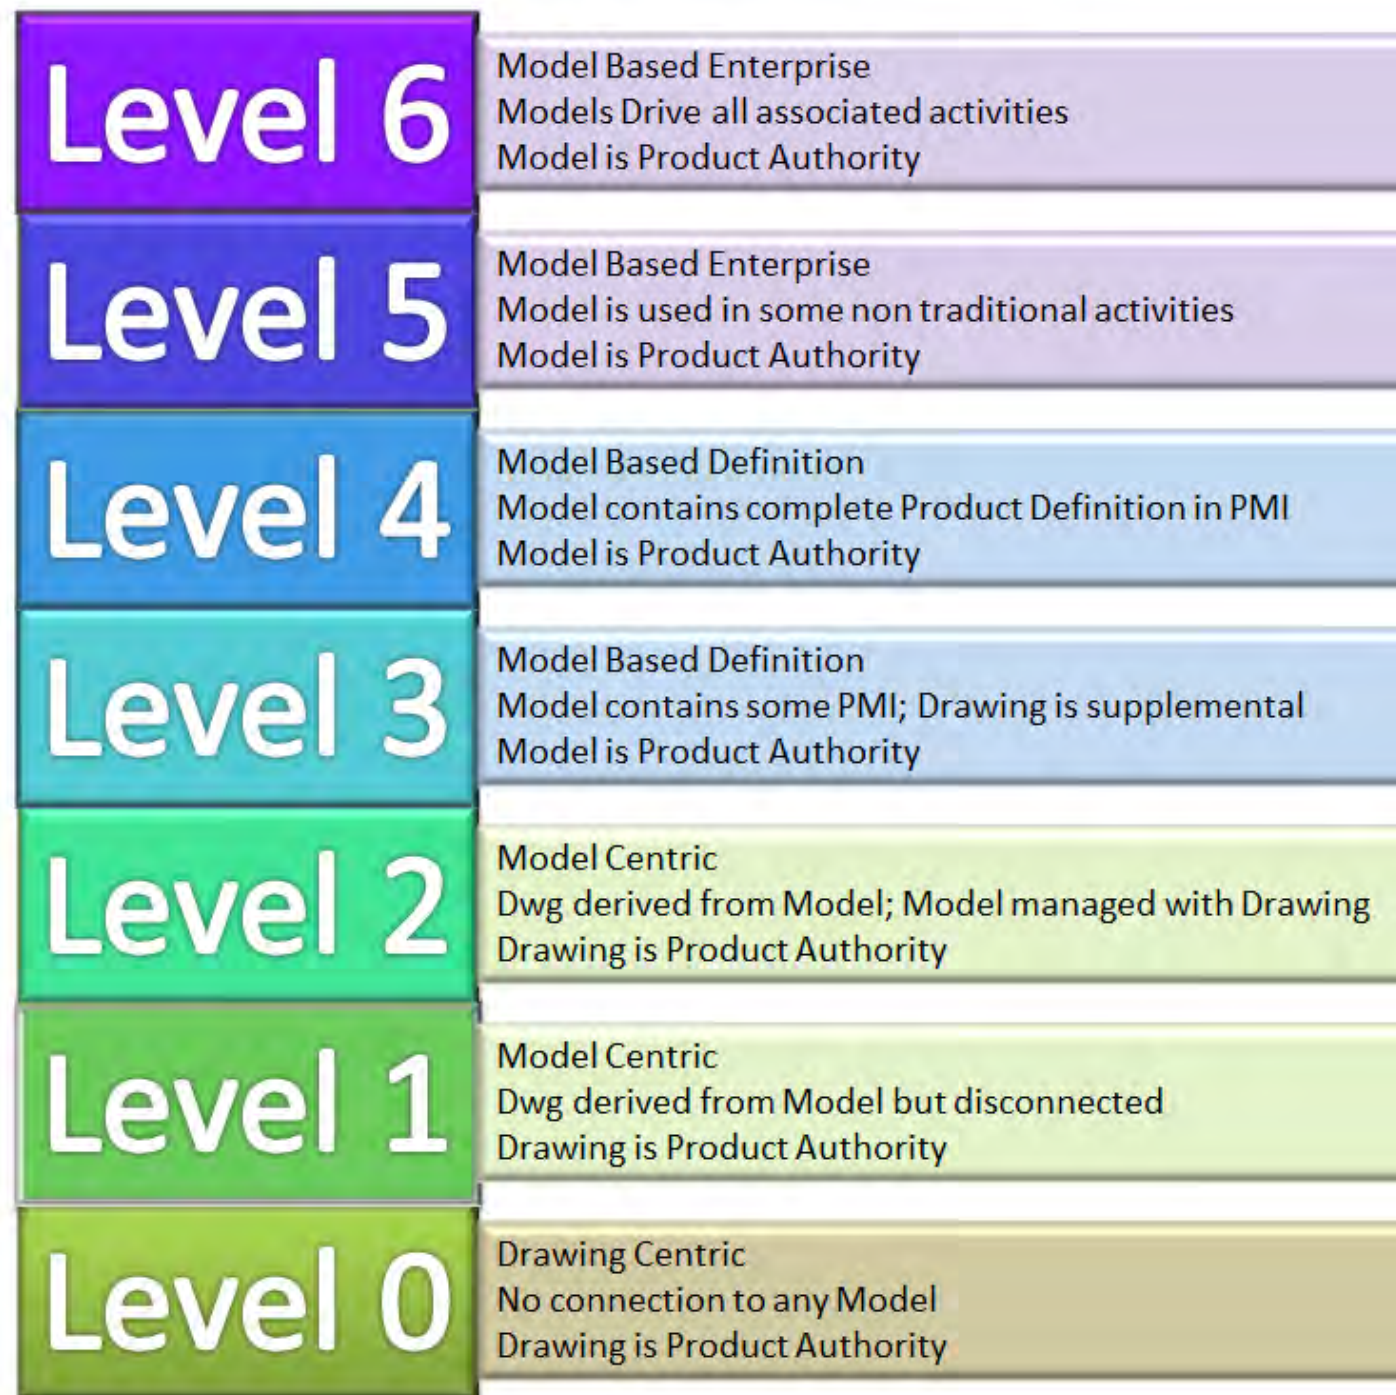 Level 6
Model Based Enterprise
Models Drive all associated activities
Model is Product Authority
Level 5
Model Based Enterprise
Model is used in some non traditional activities
Model is Product Authority
Level 4
Model Based Definition
Model contains complete Product Definition in PMI
Model is Product Authority
Level 3
Model Based Definition
Model contains some PMI; Drawing is supplemental
Model is Product Authority
Level 2
Model Centric
Dwg derived from Model; Model managed with Drawing
Drawing is Product Authority
Level 1
Model Centric
Dwg derived from Model but disconnected
Drawing is Product Authority
Level 0
Drawing Centric
No connection to any Model
Drawing is Product Authority